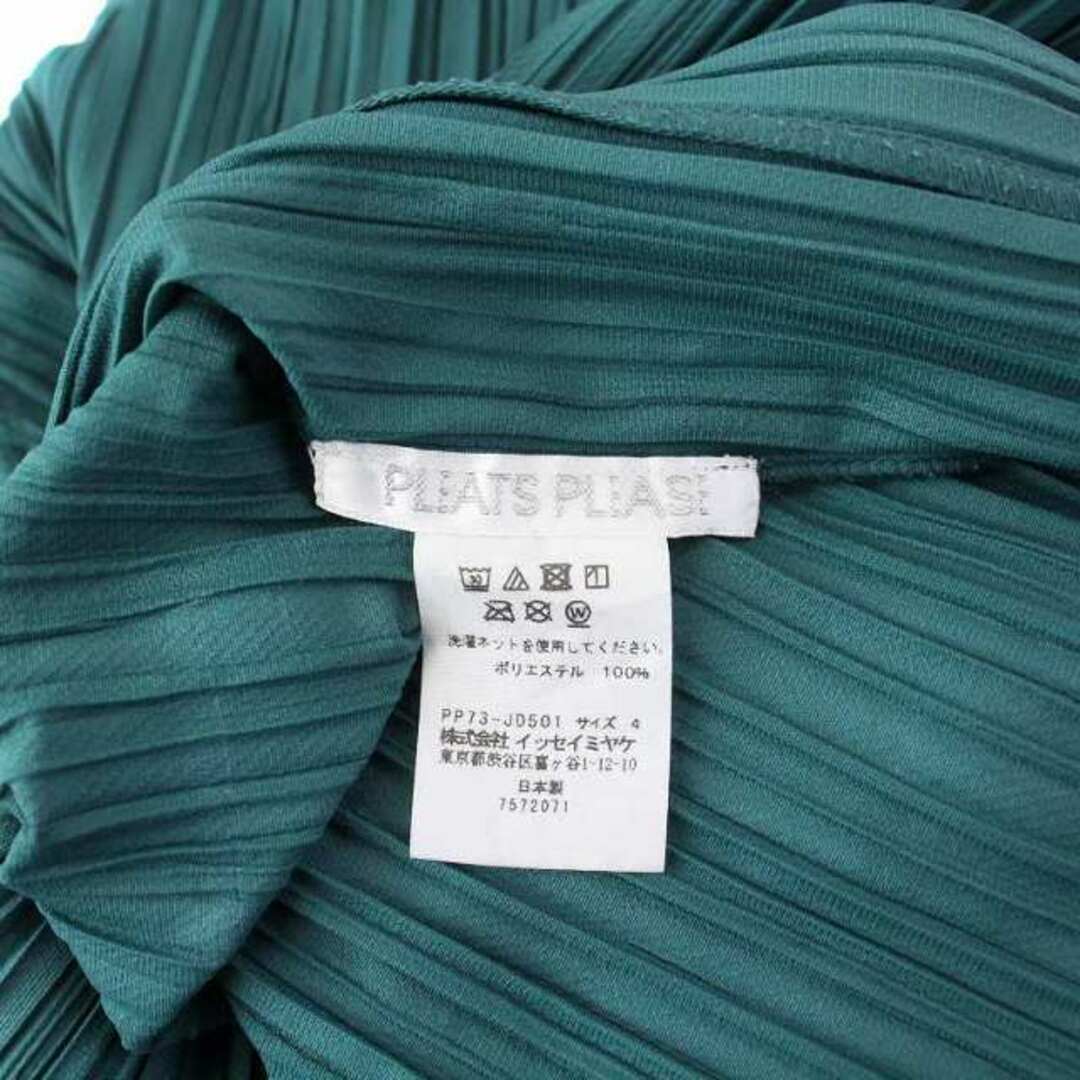 PLEATS PLEASE
30
W
洗濯ネットを使用してください。
ポリエステル 100%
PP73-JD501 サイズ 4
株式会社 イッセイミヤケ
東京都渋谷区富ヶ谷1-12-10
日本製
7572071